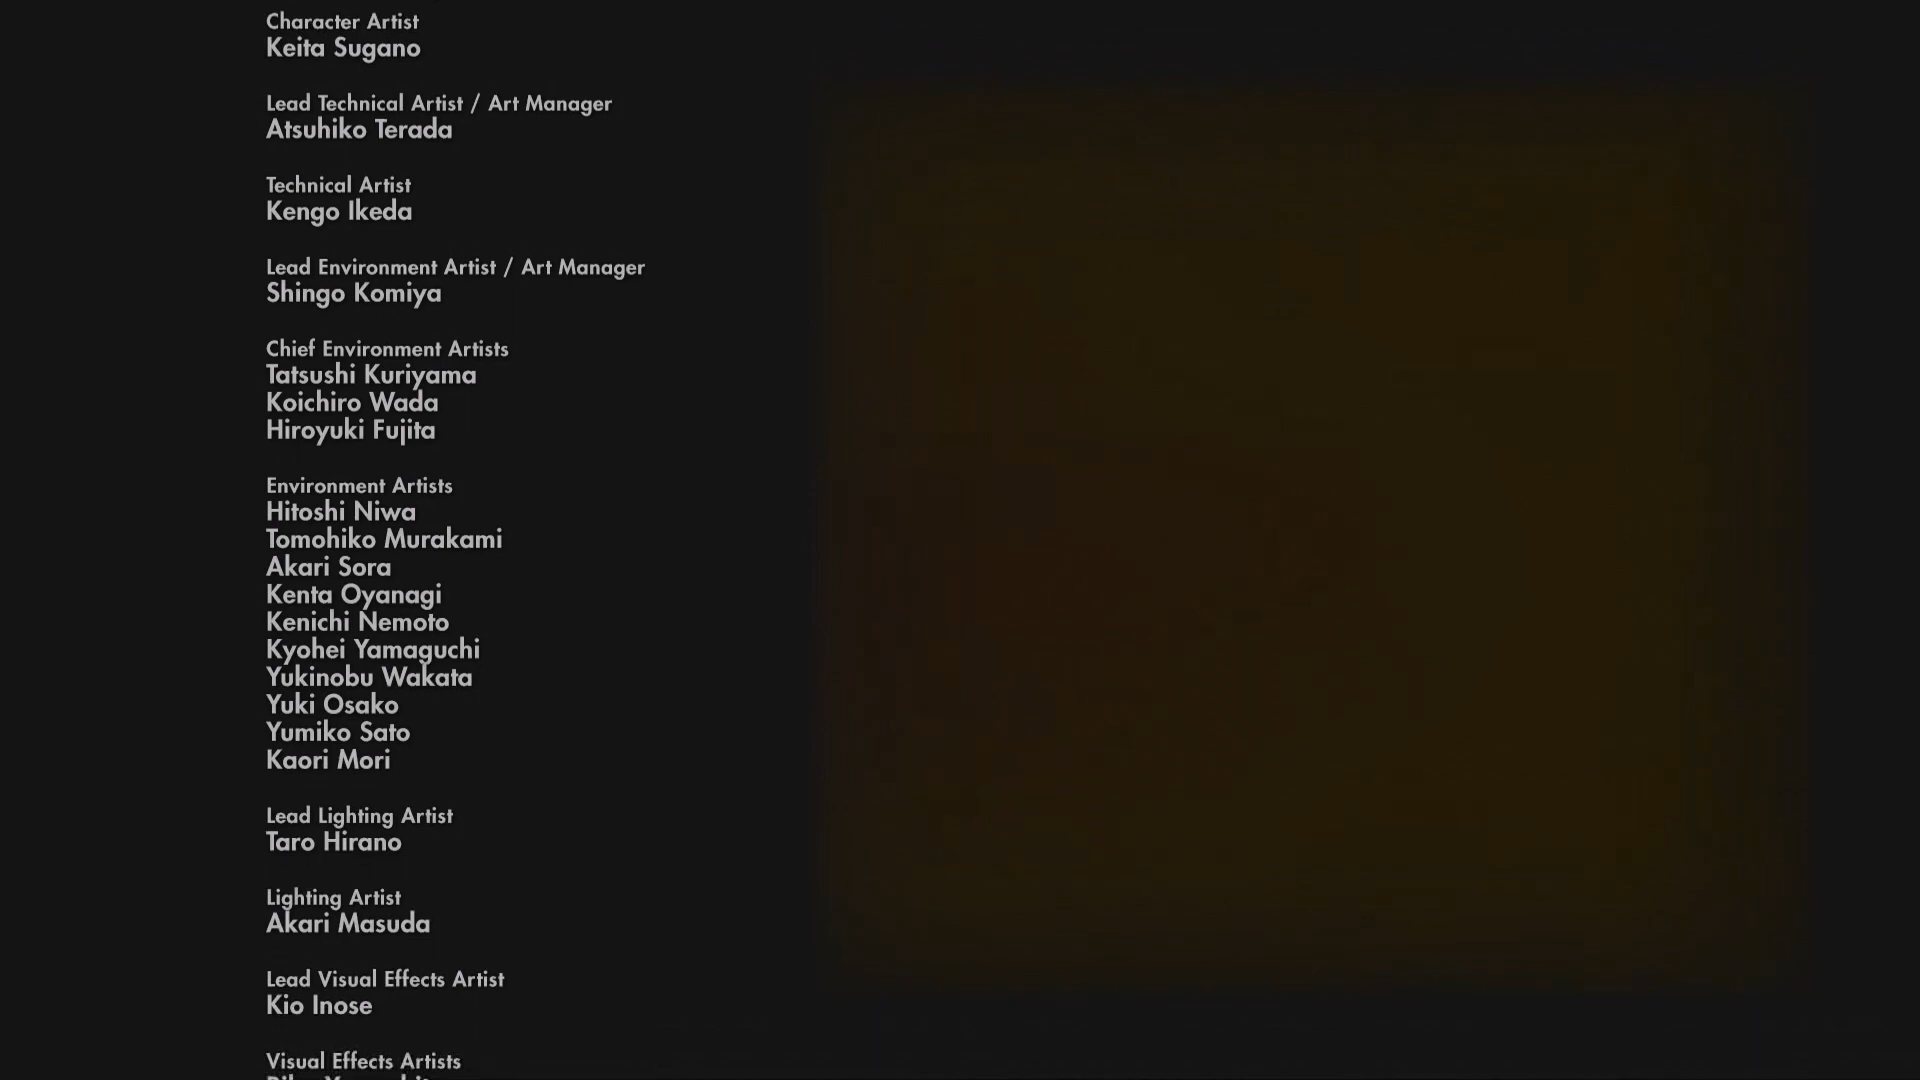 Character Artist
Keita Sugano
Lead Technical Artist / Art Manager
Atsuhiko Terada
Technical Artist
Kengo Ikeda
Lead Environment Artist / Art Manager
Shingo Komiya
Chief Environment Artists
Tatsushi Kuriyama
Koichiro Wada
Hiroyuki Fujita
Environment Artists
Hitoshi Niwa
Tomohiko Murakami
Akari Sora
Kenta Oyanagi
Kenichi Nemoto
Kyohei Yamaguchi
Yukinobu Wakata
Yuki Osako
Yumiko Sato
Kaori Mori
Lead Lighting Artist
Taro Hirano
Lighting Artist
Akari Masuda
Lead Visual Effects Artist
Kio Inose
Visual Effects Artists